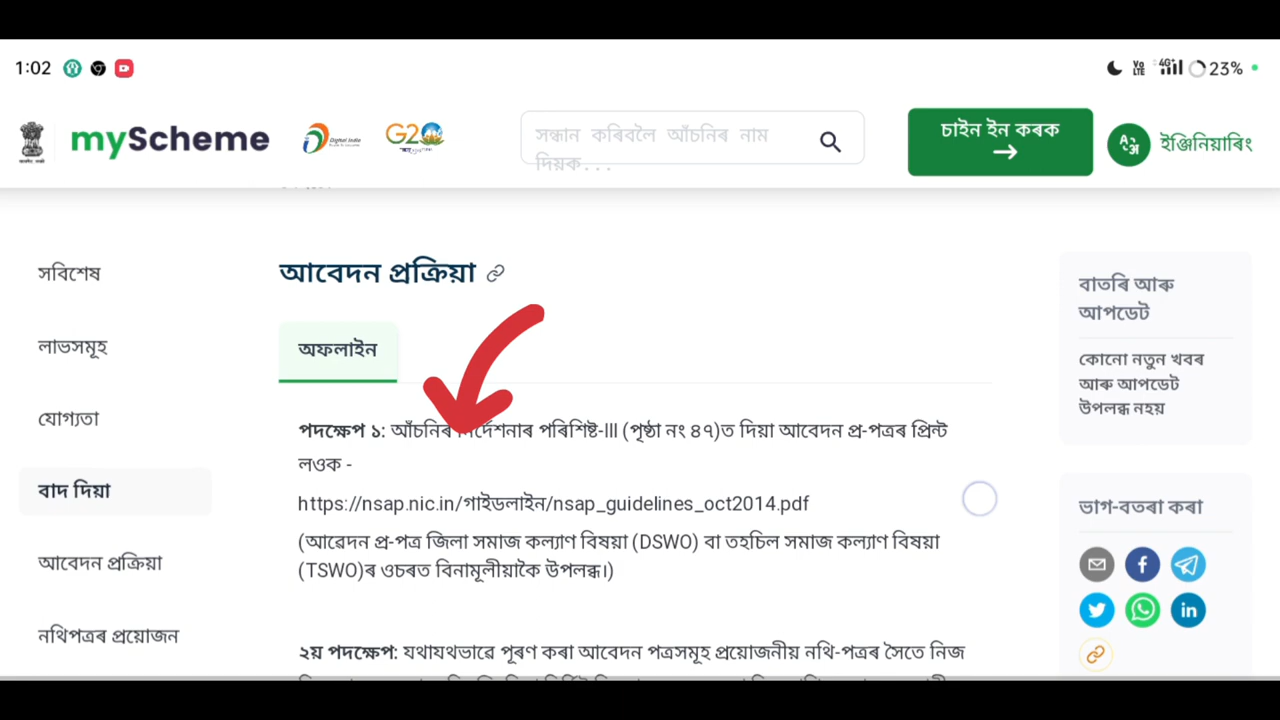 1:02
4G+ 23%
myScheme
Digital India
G20
সন্ধান কৰিবলৈ আঁচনিৰ নাম
দিয়ক...
চাইন ইন কৰক
ইঞ্জিনিয়াৰিং
সবিশেষ
লাভসমূহ
যোগ্যতা
বাদ দিয়া
আবেদন প্ৰক্ৰিয়া
নথিপত্ৰৰ প্ৰয়োজন
আবেদন প্ৰক্ৰিয়া
অফলাইন
পদক্ষেপ ১: আঁচনিৰ নিৰ্দেশনাৰ পৰিশিষ্ট-III (পৃষ্ঠা নং ৪৭)ত দিয়া আবেদন প্ৰ-পত্ৰৰ প্ৰিন্ট
লওক -
https://nsap.nic.in/গাইডলাইন/nsap_guidelines_oct2014.pdf
(আৱেদন প্ৰ-পত্ৰ জিলা সমাজ কল্যাণ বিষয়া (DSWO) বা তহচিল সমাজ কল্যাণ বিষয়া
(TSWO)ৰ ওচৰত বিনামূলীয়াকৈ উপলব্ধ।)
২য় পদক্ষেপ: যথাযথভাৱে পূৰণ কৰা আবেদন পত্ৰসমূহ প্ৰয়োজনীয় নথি-পত্ৰৰ সৈতে নিজ
বাতৰি আৰু
আপডেট
কোনো নতুন খবৰ
আৰু আপডেট
উপলব্ধ নহয়
ভাগ-বতৰা কৰা